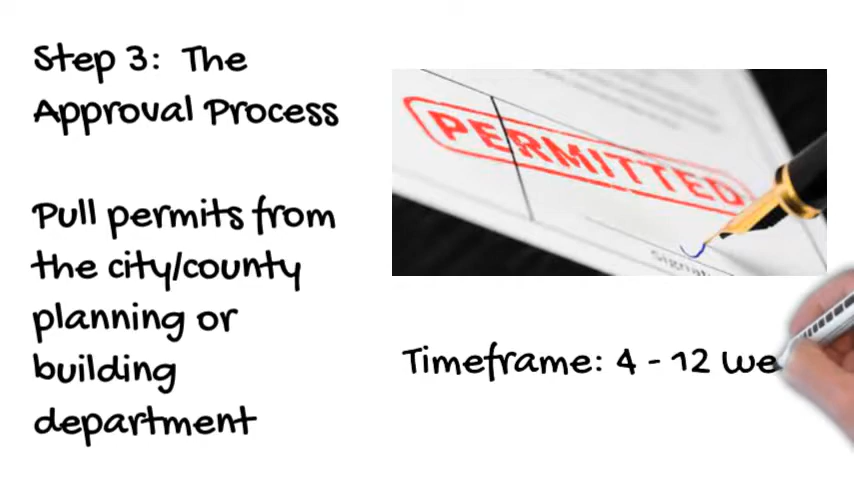 Step 3: The
Approval Process
Pull permits from
the city/county
planning or
building
department
PERMITTED
Timeframe: 4 - 12 we